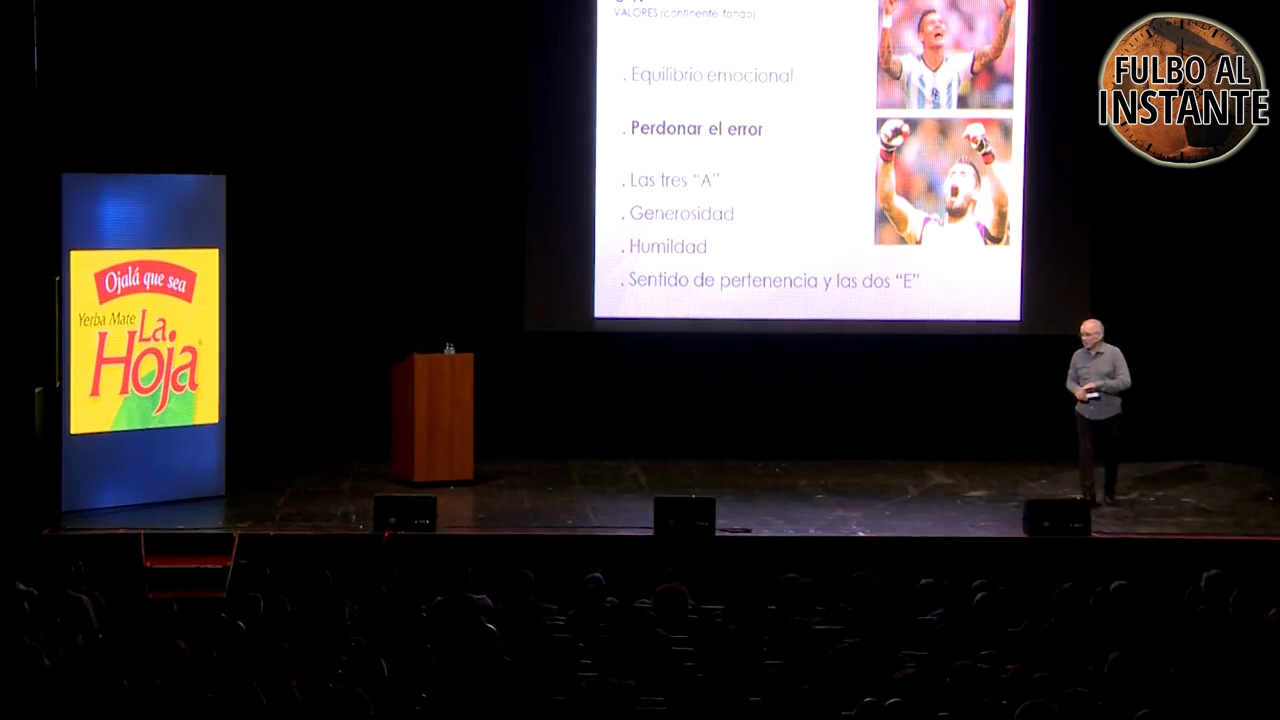 VALORES (continente fondo)
. Equilibrio emocional
. Perdonar el error
. Las tres “A”
. Generosidad
. Humildad
. Sentido de pertenencia y las dos “E”
FULBO AL
INSTANTE
Ojalá que sea
Yerba Mate
La
Hoja